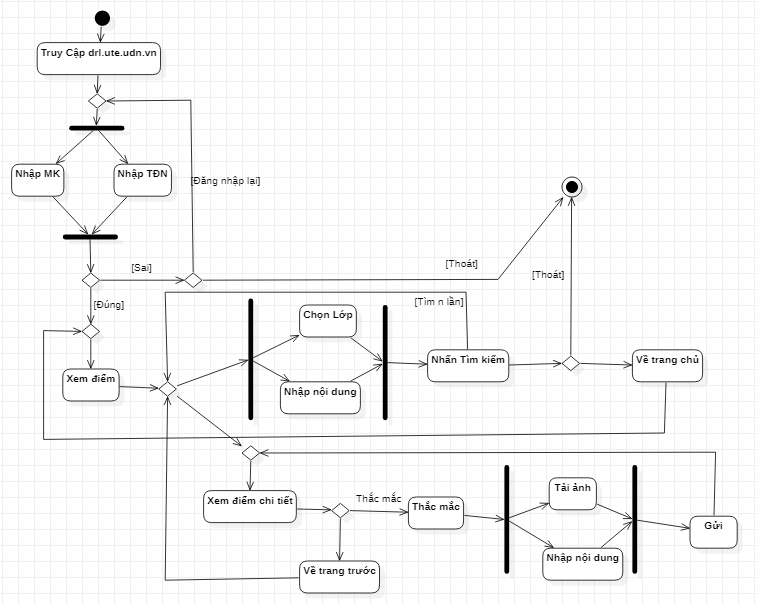 Truy Cập drl.ute.udn.vn
Nhập MK
Nhập TĐN
[Đăng nhập lại]
[Sai]
[Thoát]
[Thoát]
[Đúng]
[Tìm n lần]
Chọn Lớp
Nhấn Tìm kiếm
Về trang chủ
Xem điểm
Nhập nội dung
Xem điểm chi tiết
Thắc mắc
Thắc mắc
Tải ảnh
Gửi
Nhập nội dung
Về trang trước